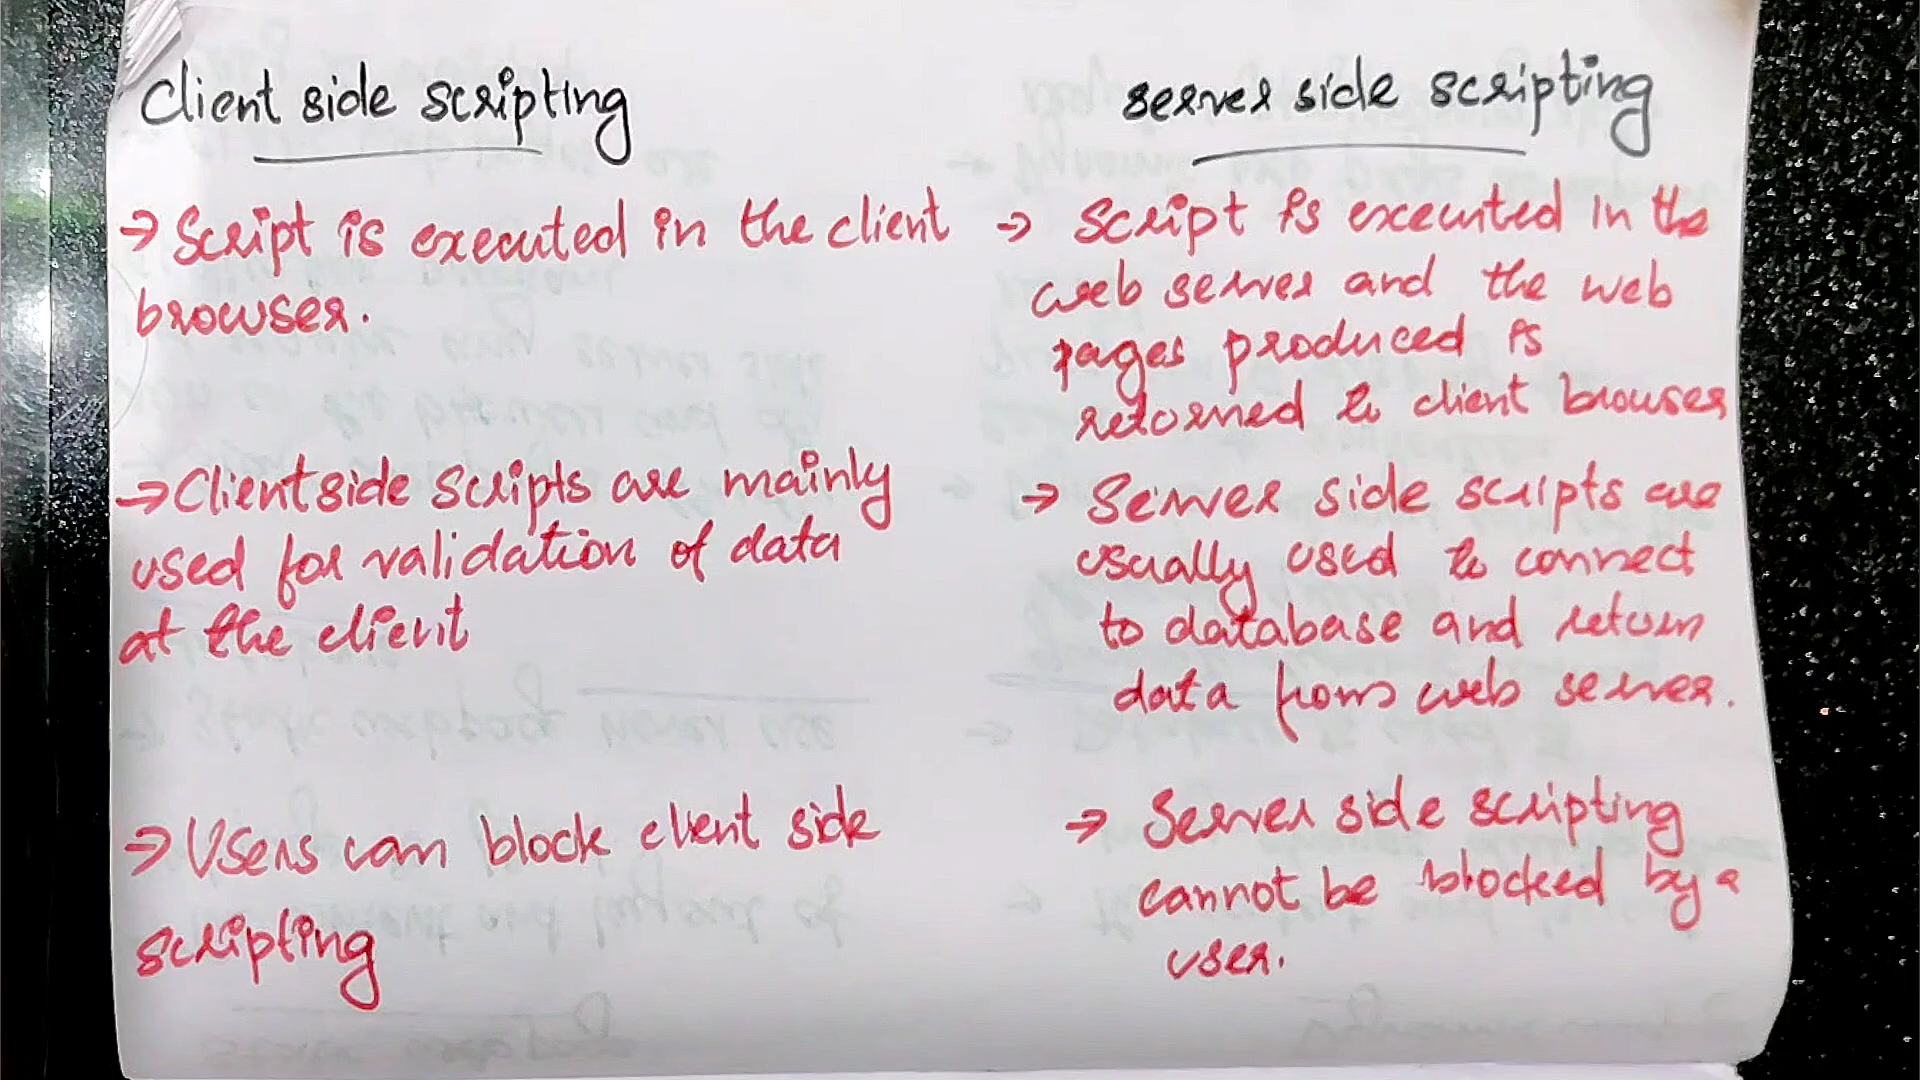 Client side scripting
→ Script is executed in the client
browser.
→ Client side scripts are mainly
used for validation of data
at the client
→ Users can block client side
scripting
server side scripting
→ Script is executed in the
web server and the web
pages produced is
retorned to client browser
→ Server side scripts are
usually used to connect
to database and return
data from web server.
→ Server side scripting
cannot be blocked by a
user.